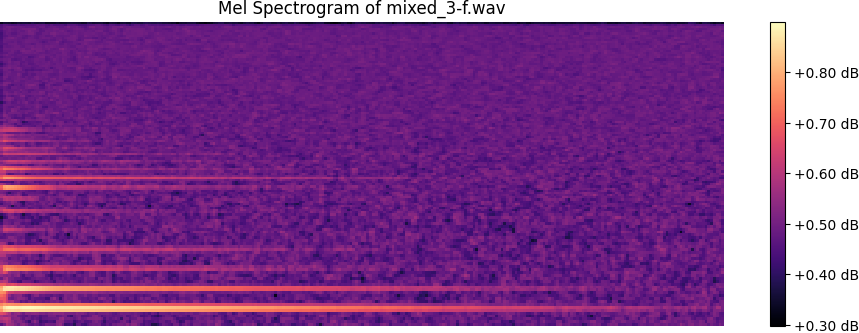 Mel Spectrogram of mixed_3-f.wav
+0.80 dB
+0.70 dB
+0.60 dB
+0.50 dB
+0.40 dB
+0.30 dB